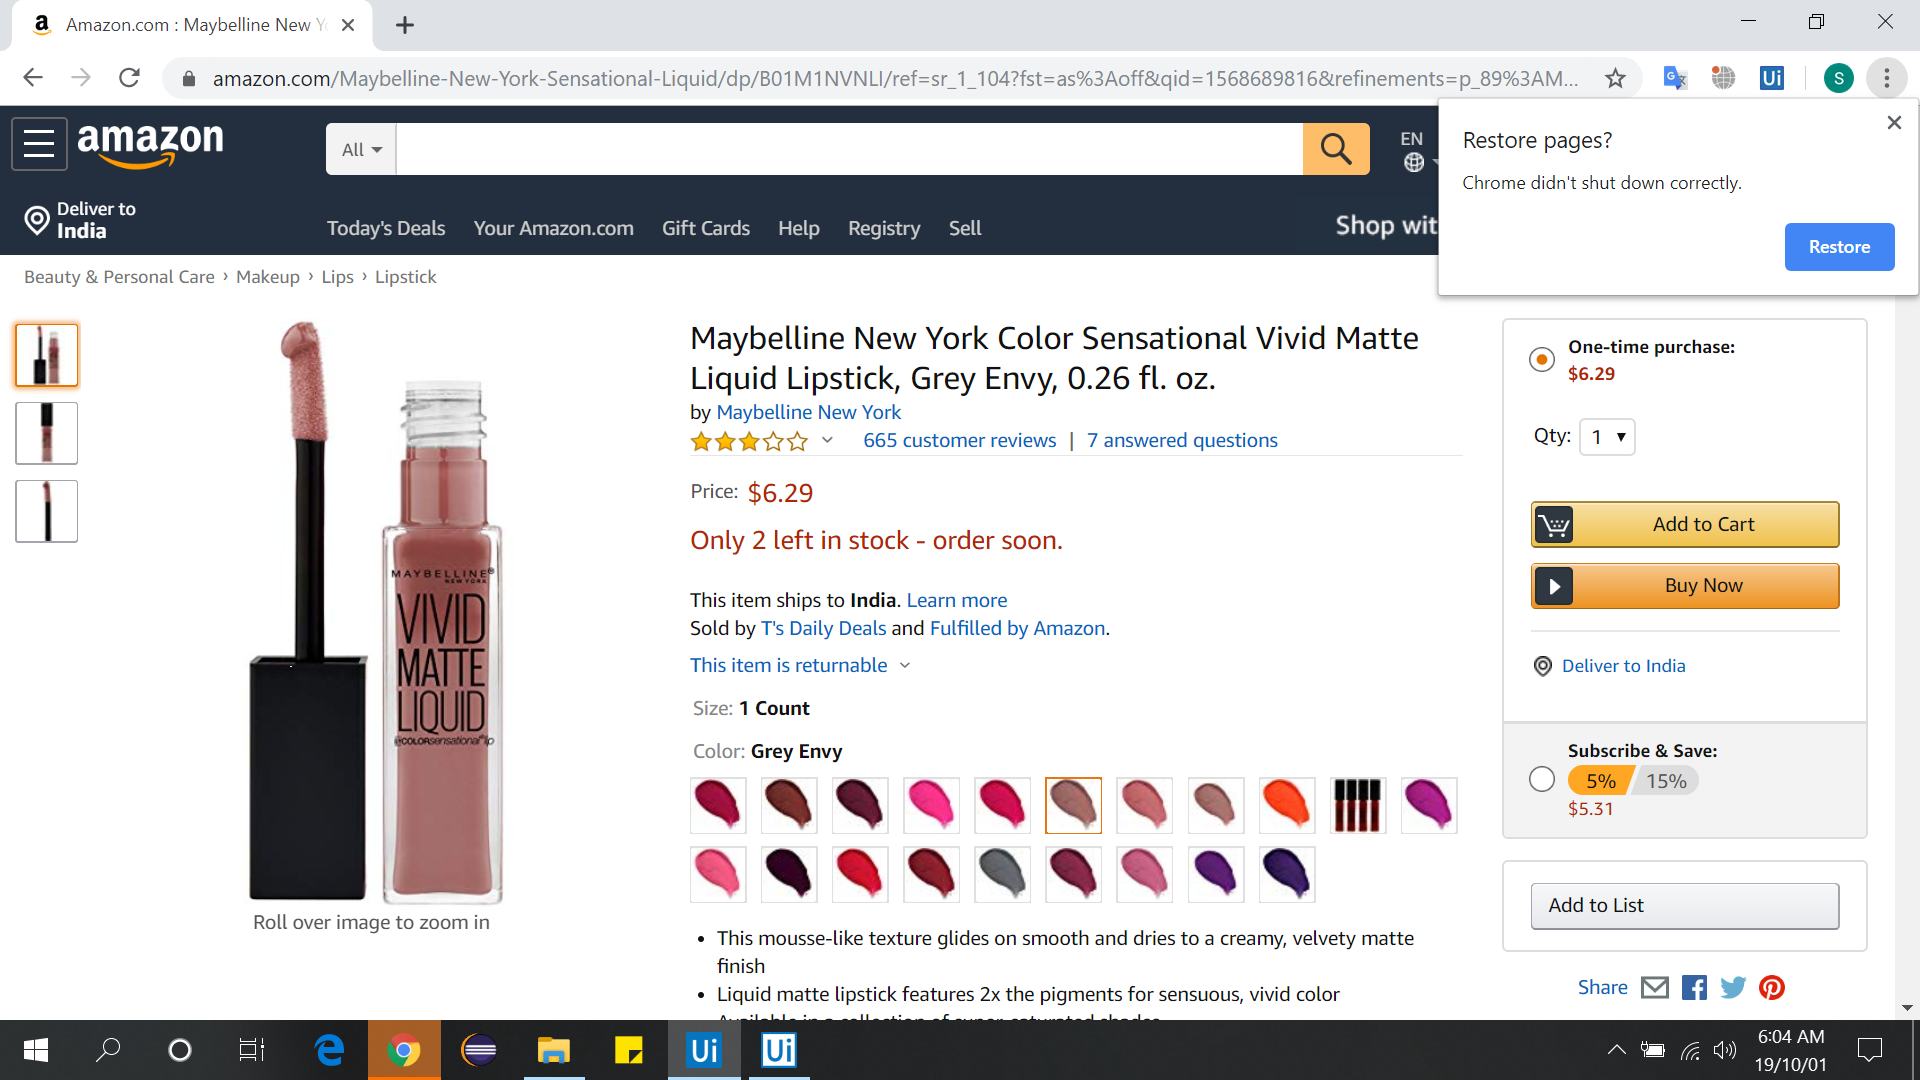 Amazon.com : Maybelline New Y
amazon.com/Maybelline-New-York-Sensational-Liquid/dp/B01M1NVNLI/ref=sr_1_104?fst=as%3Aoff&qid=1568689816&refinements=p_89%3AM...
Ui
S
Restore pages?
Chrome didn't shut down correctly.
Restore
amazon
All
EN
Deliver to
India
Today's Deals
Your Amazon.com
Gift Cards
Help
Registry
Sell
Shop wit
Beauty & Personal Care › Makeup › Lips › Lipstick
MAYBELLINE®
NEW YORK
VIVID
MATTE
LIQUID
Roll over image to zoom in
Maybelline New York Color Sensational Vivid Matte
Liquid Lipstick, Grey Envy, 0.26 fl. oz.
by Maybelline New York
665 customer reviews | 7 answered questions
Price: $6.29
Only 2 left in stock - order soon.
This item ships to India. Learn more
Sold by T's Daily Deals and Fulfilled by Amazon.
This item is returnable
Size: 1 Count
Color: Grey Envy
• This mousse-like texture glides on smooth and dries to a creamy, velvety matte
finish
• Liquid matte lipstick features 2x the pigments for sensuous, vivid color
One-time purchase:
$6.29
Qty: 1
Add to Cart
Buy Now
Deliver to India
Subscribe & Save:
5% 15%
$5.31
Add to List
Share
Ui
Ui
6:04 AM
19/10/01